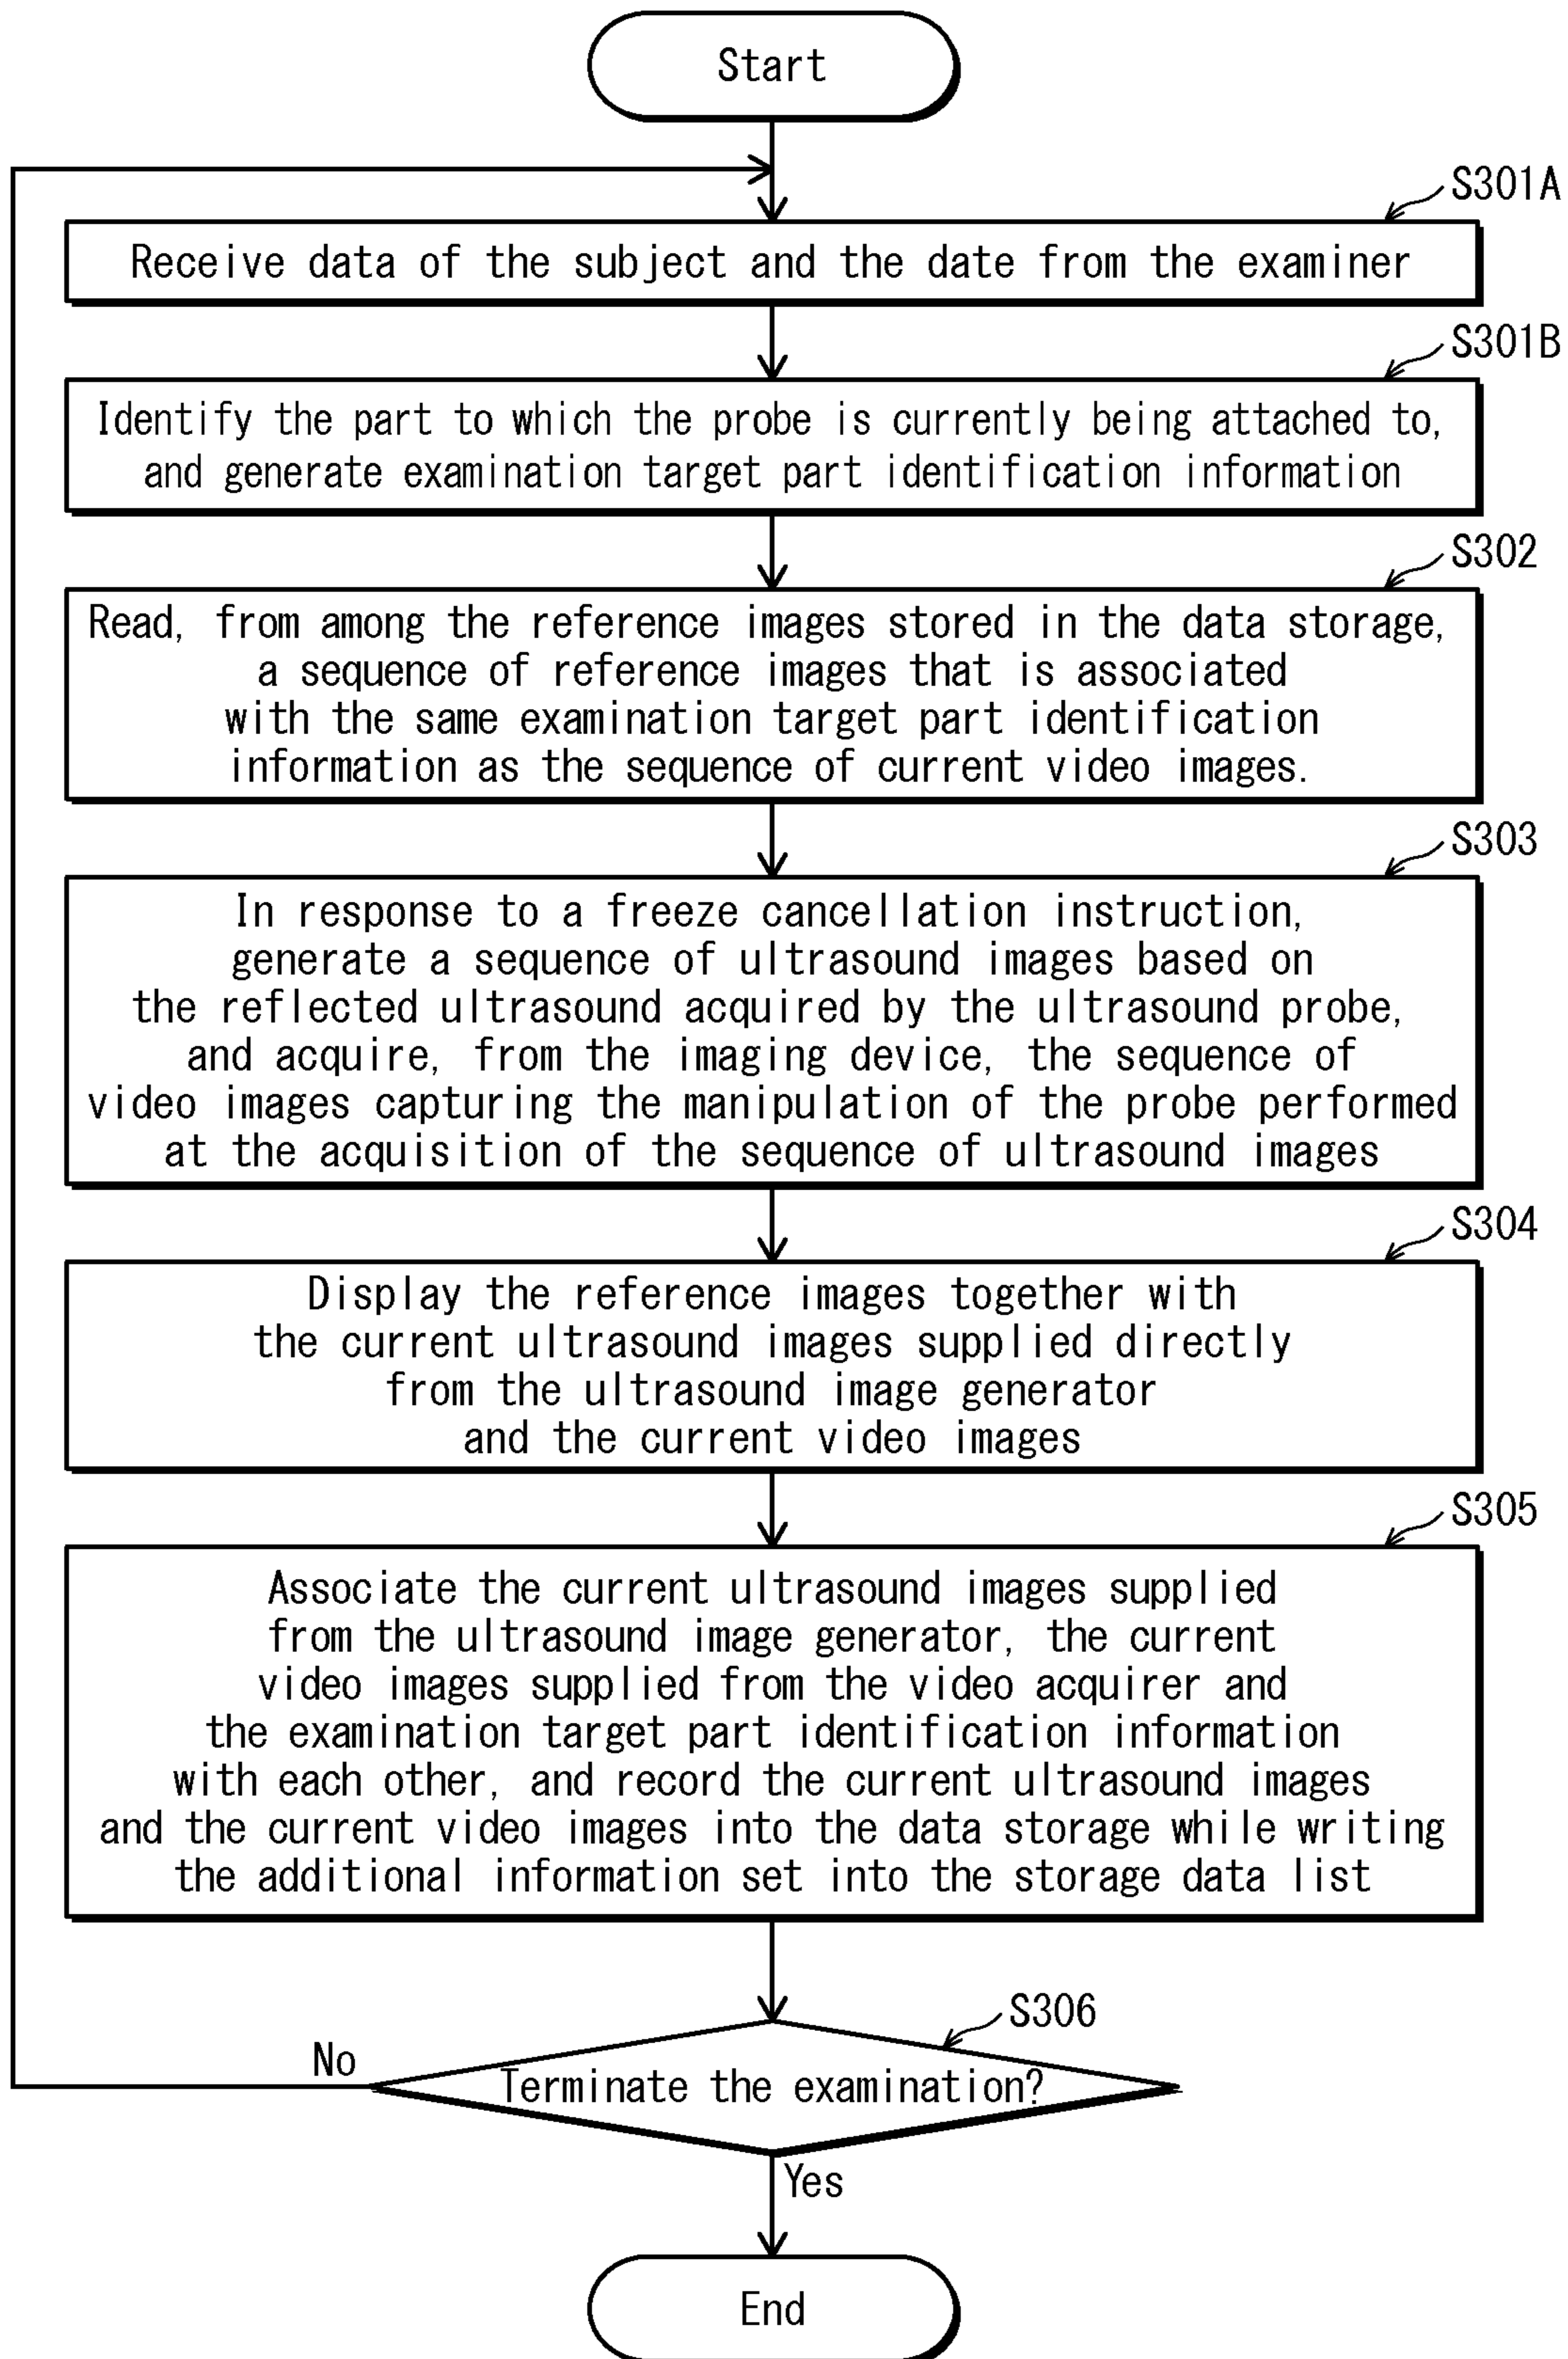 Start
S301A
Receive data of the subject and the date from the examiner
S301B
Identify the part to which the probe is currently being attached to,
and generate examination target part identification information
S302
Read, from among the reference images stored in the data storage,
a sequence of reference images that is associated
with the same examination target part identification
information as the sequence of current video images.
S303
In response to a freeze cancellation instruction,
generate a sequence of ultrasound images based on
the reflected ultrasound acquired by the ultrasound probe,
and acquire, from the imaging device, the sequence of
video images capturing the manipulation of the probe performed
at the acquisition of the sequence of ultrasound images
S304
Display the reference images together with
the current ultrasound images supplied directly
from the ultrasound image generator
and the current video images
S305
Associate the current ultrasound images supplied
from the ultrasound image generator, the current
video images supplied from the video acquirer and
the examination target part identification information
with each other, and record the current ultrasound images
and the current video images into the data storage while writing
the additional information set into the storage data list
S306
No
Terminate the examination?
Yes
End